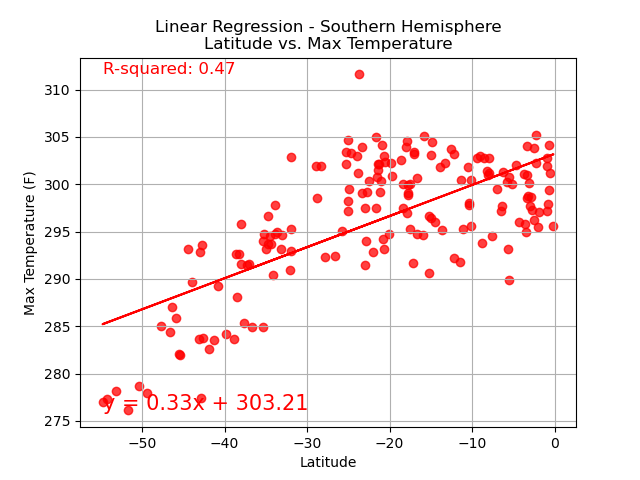 Linear Regression - Southern Hemisphere
Latitude vs. Max Temperature
R-squared: 0.47
310
305
300
295
290
285
280
275
Max Temperature (F)
y = 0.33x + 303.21
−50
−40
−30
−20
−10
0
Latitude